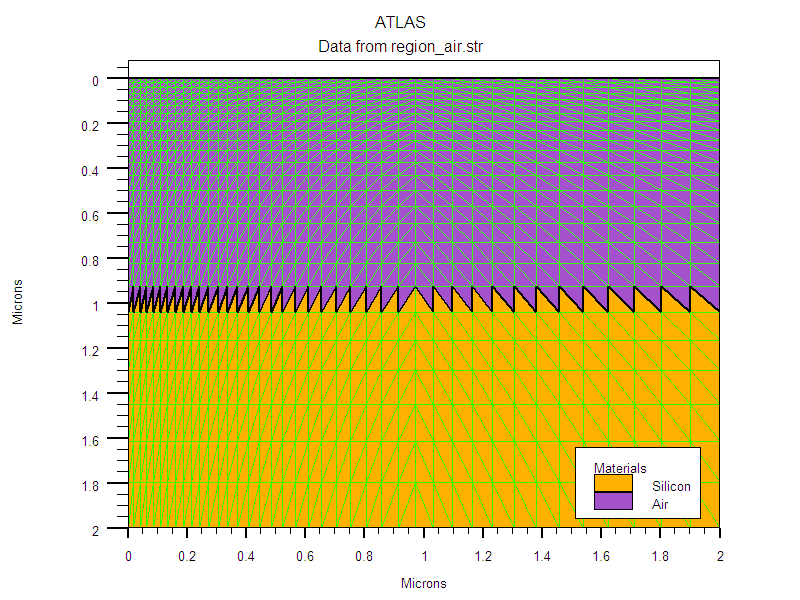 ATLAS
Data from region_air.str
Microns
0
0.2
0.4
0.6
0.8
1
1.2
1.4
1.6
1.8
2
Materials
Silicon
Air
0 0.2 0.4 0.6 0.8 1 1.2 1.4 1.6 1.8 2
Microns